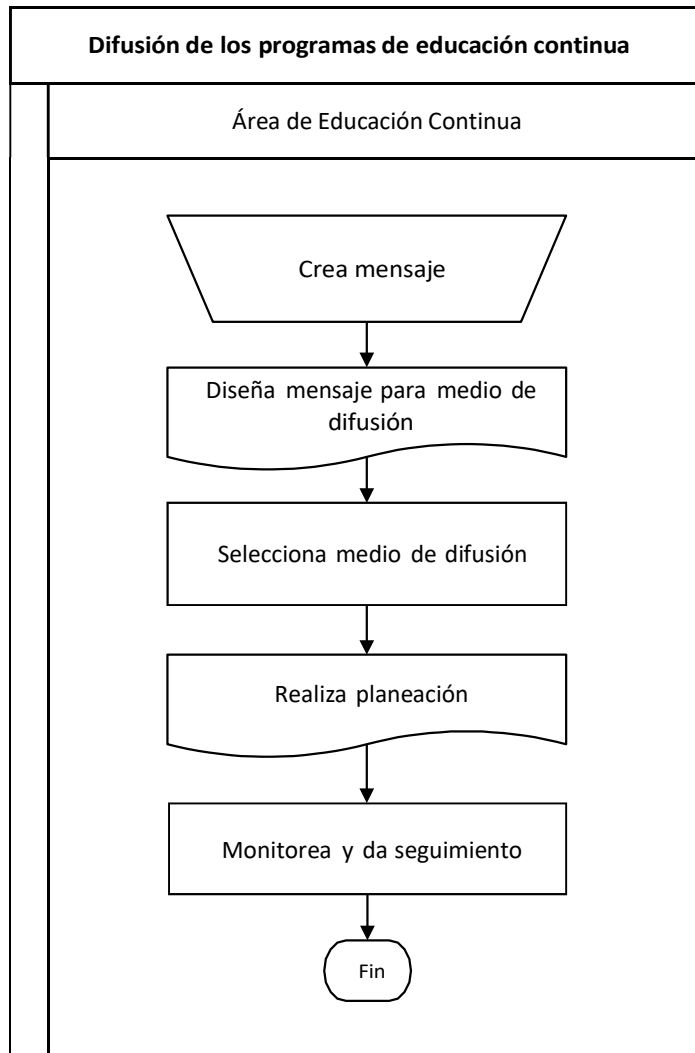 Difusión de los programas de educación continua
Área de Educación Continua
Crea mensaje
Diseña mensaje para medio de
difusión
Selecciona medio de difusión
Realiza planeación
Monitorea y da seguimiento
Fin